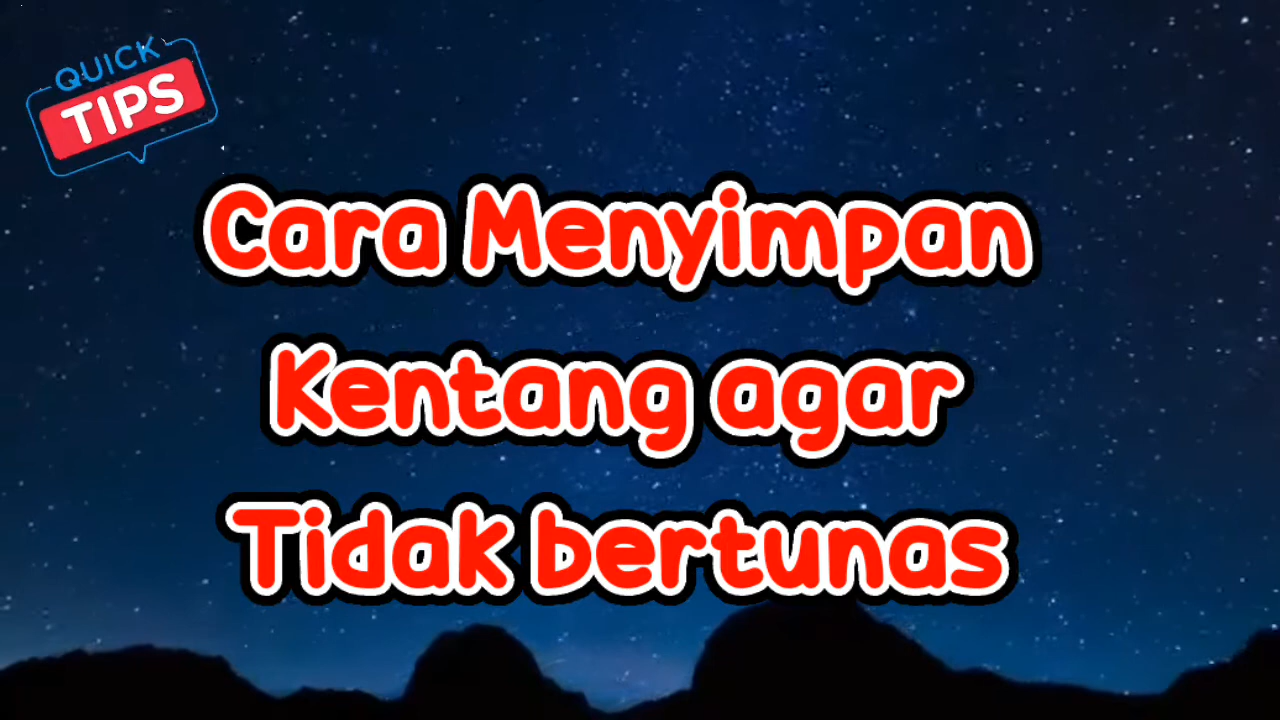 QUICK
TIPS
Cara Menyimpan
Kentang agar
Tidak bertunas